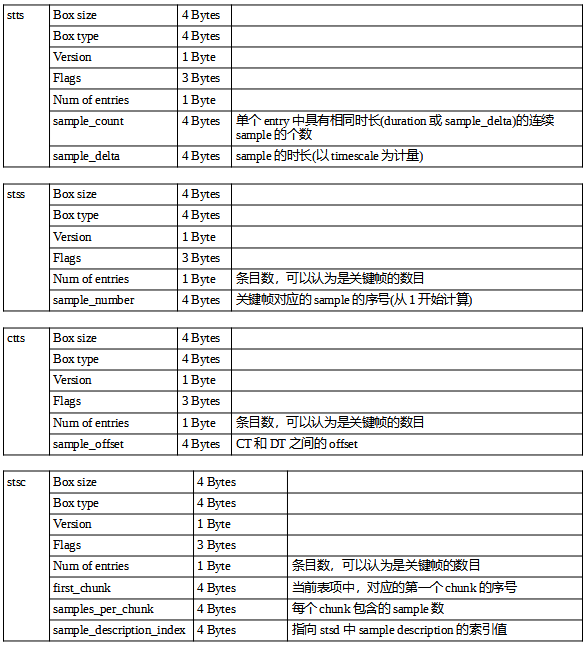 stts Box size 4 Bytes
Box type 4 Bytes
Version 1 Byte
Flags 3 Bytes
Num of entries 1 Byte
sample_count 4 Bytes 单个 entry 中具有相同时长(duration 或 sample_delta)的连续
sample 的个数
sample_delta 4 Bytes sample 的时长(以 timescale 为计量)
stss Box size 4 Bytes
Box type 4 Bytes
Version 1 Byte
Flags 3 Bytes
Num of entries 1 Byte 条目数，可以认为是关键帧的数目
sample_number 4 Bytes 关键帧对应的 sample 的序号(从 1 开始计算)
ctts Box size 4 Bytes
Box type 4 Bytes
Version 1 Byte
Flags 3 Bytes
Num of entries 1 Byte 条目数，可以认为是关键帧的数目
sample_offset 4 Bytes CT 和 DT 之间的 offset
stsc Box size 4 Bytes
Box type 4 Bytes
Version 1 Byte
Flags 3 Bytes
Num of entries 1 Byte 条目数，可以认为是关键帧的数目
first_chunk 4 Bytes 当前表项中，对应的第一个 chunk 的序号
samples_per_chunk 4 Bytes 每个 chunk 包含的 sample 数
sample_description_index 4 Bytes 指向 stsd 中 sample description 的索引值